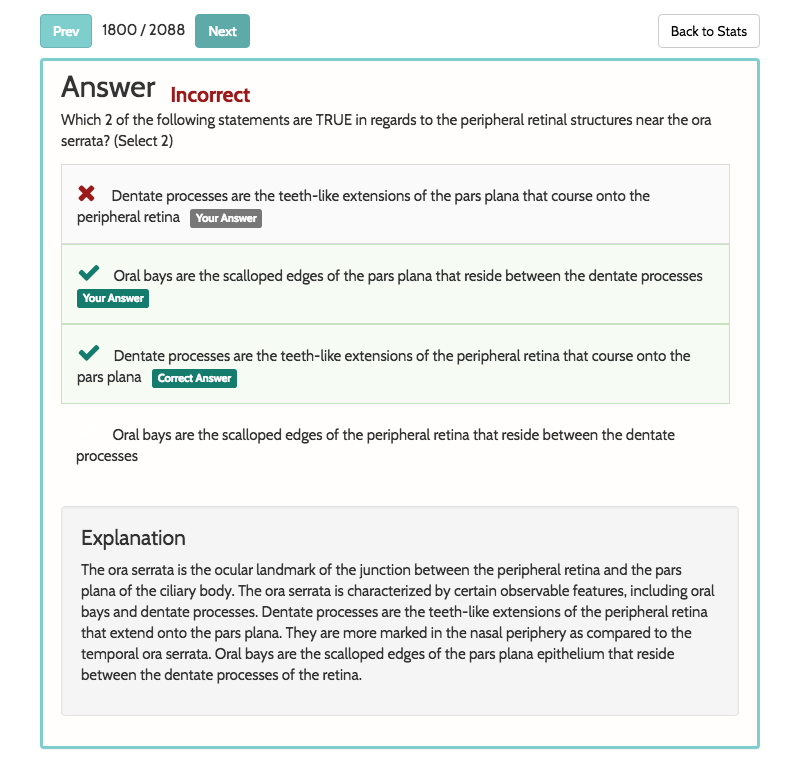 Prev 1800 / 2088 Next Back to Stats
Answer Incorrect
Which 2 of the following statements are TRUE in regards to the peripheral retinal structures near the ora
serrata? (Select 2)
Dentate processes are the teeth-like extensions of the pars plana that course onto the
peripheral retina Your Answer
Oral bays are the scalloped edges of the pars plana that reside between the dentate processes
Your Answer
Dentate processes are the teeth-like extensions of the peripheral retina that course onto the
pars plana Correct Answer
Oral bays are the scalloped edges of the peripheral retina that reside between the dentate
processes
Explanation
The ora serrata is the ocular landmark of the junction between the peripheral retina and the pars
plana of the ciliary body. The ora serrata is characterized by certain observable features, including oral
bays and dentate processes. Dentate processes are the teeth-like extensions of the peripheral retina
that extend onto the pars plana. They are more marked in the nasal periphery as compared to the
temporal ora serrata. Oral bays are the scalloped edges of the pars plana epithelium that reside
between the dentate processes of the retina.